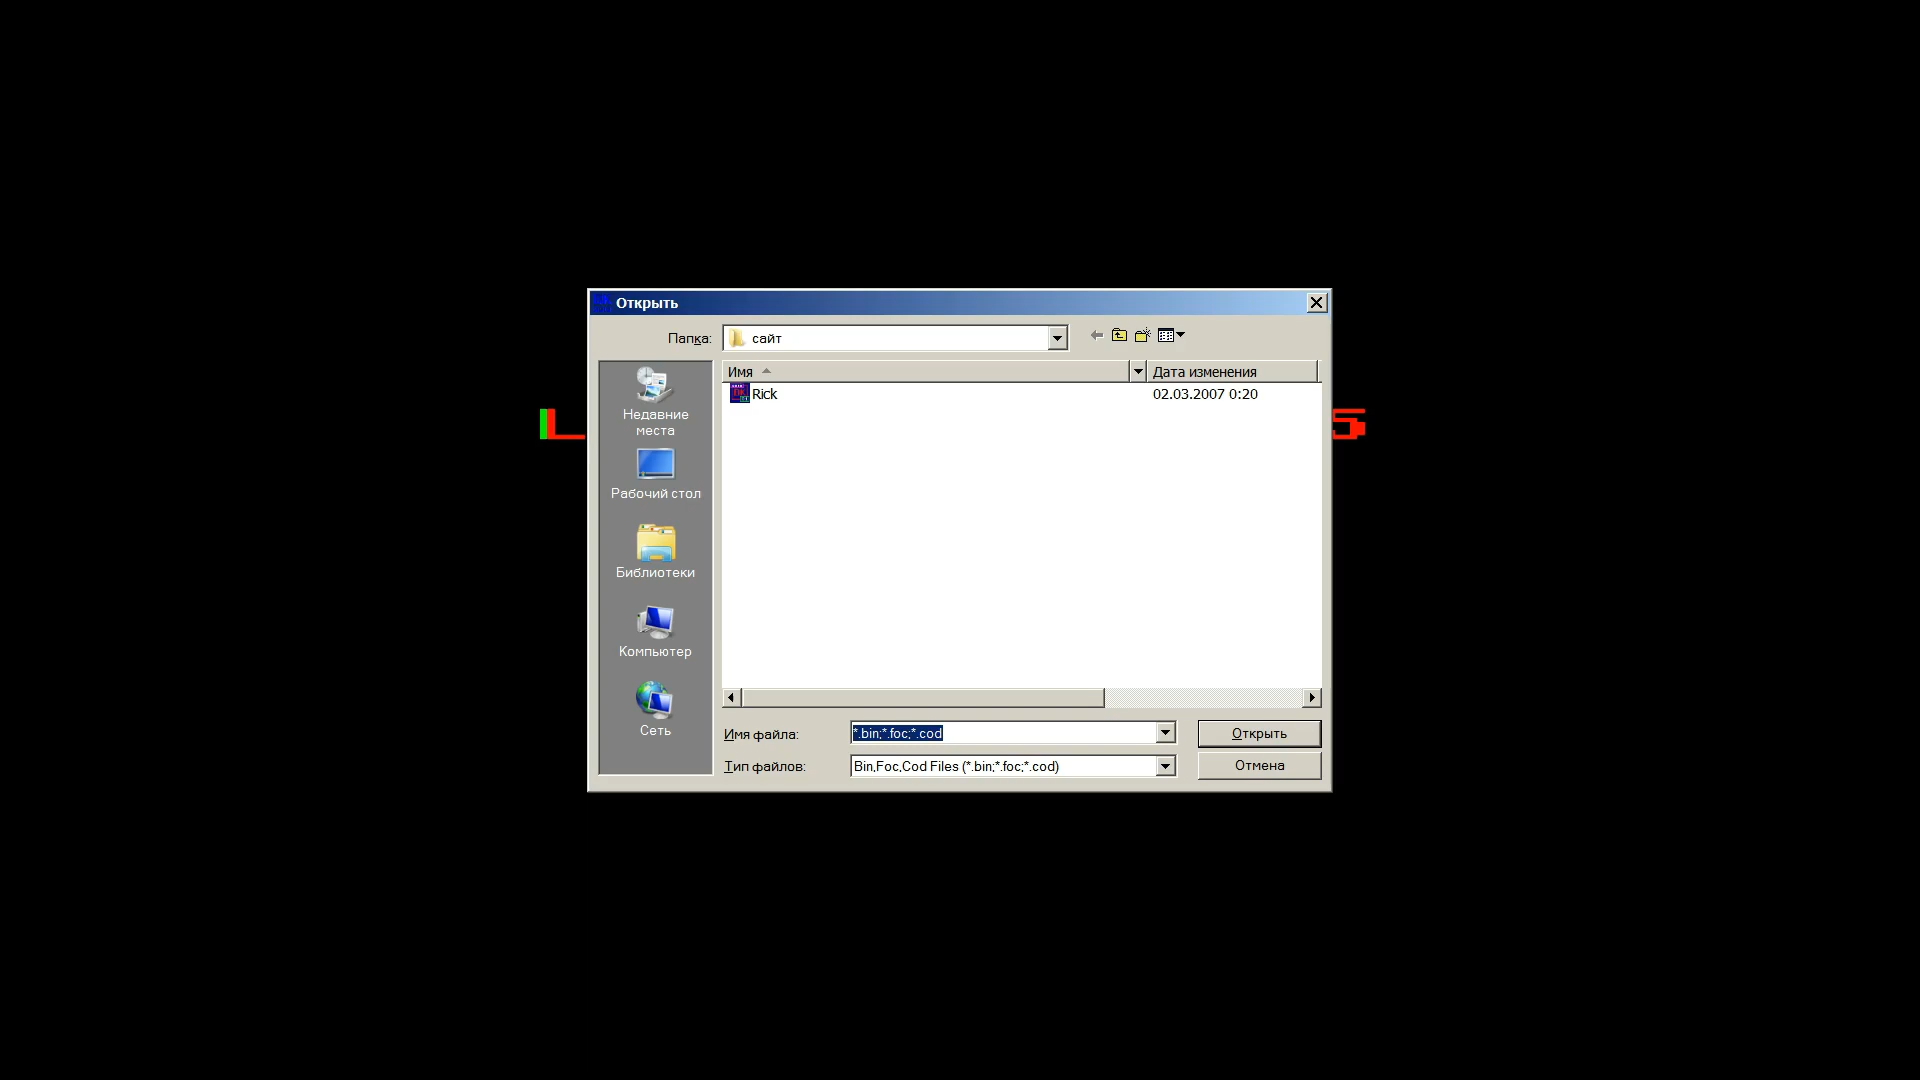 Открыть
Папка:
сайт
Имя
Дата изменения
Rick
02.03.2007 0:20
L
5
Недавние
места
Рабочий стол
Библиотеки
Компьютер
Сеть
Имя файла:
*.bin;*.foc;*.cod
Открыть
Тип файлов:
Bin,Foc,Cod Files (*.bin;*.foc;*.cod)
Отмена